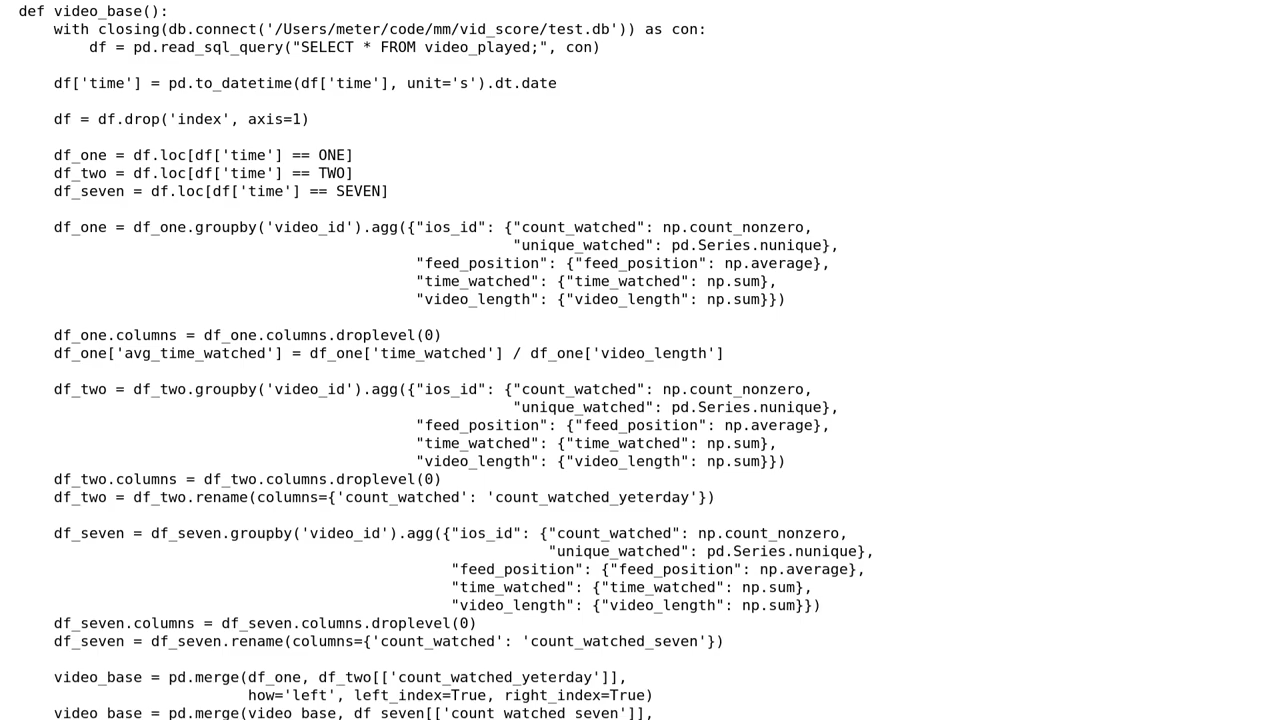 def video_base():
    with closing(db.connect('/Users/meter/code/mm/vid_score/test.db')) as con:
        df = pd.read_sql_query("SELECT * FROM video_played;", con)

    df['time'] = pd.to_datetime(df['time'], unit='s').dt.date

    df = df.drop('index', axis=1)

    df_one = df.loc[df['time'] == ONE]
    df_two = df.loc[df['time'] == TWO]
    df_seven = df.loc[df['time'] == SEVEN]

    df_one = df_one.groupby('video_id').agg({"ios_id": {"count_watched": np.count_nonzero,
                                                        "unique_watched": pd.Series.nunique},
                                             "feed_position": {"feed_position": np.average},
                                             "time_watched": {"time_watched": np.sum},
                                             "video_length": {"video_length": np.sum}})

    df_one.columns = df_one.columns.droplevel(0)
    df_one['avg_time_watched'] = df_one['time_watched'] / df_one['video_length']

    df_two = df_two.groupby('video_id').agg({"ios_id": {"count_watched": np.count_nonzero,
                                                        "unique_watched": pd.Series.nunique},
                                             "feed_position": {"feed_position": np.average},
                                             "time_watched": {"time_watched": np.sum},
                                             "video_length": {"video_length": np.sum}})
    df_two.columns = df_two.columns.droplevel(0)
    df_two = df_two.rename(columns={'count_watched': 'count_watched_yeterday'})

    df_seven = df_seven.groupby('video_id').agg({"ios_id": {"count_watched": np.count_nonzero,
                                                            "unique_watched": pd.Series.nunique},
                                                 "feed_position": {"feed_position": np.average},
                                                 "time_watched": {"time_watched": np.sum},
                                                 "video_length": {"video_length": np.sum}})
    df_seven.columns = df_seven.columns.droplevel(0)
    df_seven = df_seven.rename(columns={'count_watched': 'count_watched_seven'})

    video_base = pd.merge(df_one, df_two[['count_watched_yeterday']],
                          how='left', left_index=True, right_index=True)
    video_base = pd.merge(video_base, df_seven[['count_watched_seven']],